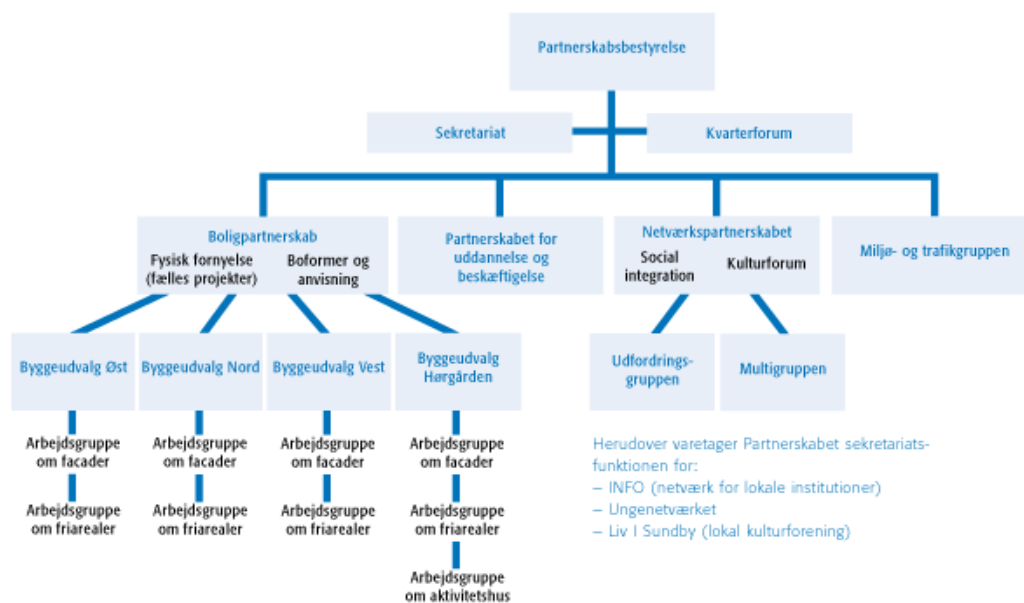 Partnerskabsbestyrelse
Sekretariat
Kvarterforum
Boligpartnerskab
Fysisk fornyelse
(fælles projekter)
Boformer og
anvisning
Partnerskabet for
uddannelse og
beskæftigelse
Netværkspartnerskabet
Social
integration
Kulturforum
Miljø- og trafikgruppen
Byggeudvalg Øst
Byggeudvalg Nord
Byggeudvalg Vest
Byggeudvalg
Hørgården
Udfordrings-
gruppen
Multigruppen
Arbejdsgruppe
om facader
Arbejdsgruppe
om facader
Arbejdsgruppe
om facader
Arbejdsgruppe
om facader
Arbejdsgruppe
om friarealer
Arbejdsgruppe
om friarealer
Arbejdsgruppe
om friarealer
Arbejdsgruppe
om friarealer
Arbejdsgruppe
om aktivitetshus
Herudover varetager Partnerskabet sekretariats-
funktionen for:
– INFO (netværk for lokale institutioner)
– Ungenetværket
– Liv I Sundby (lokal kulturforening)